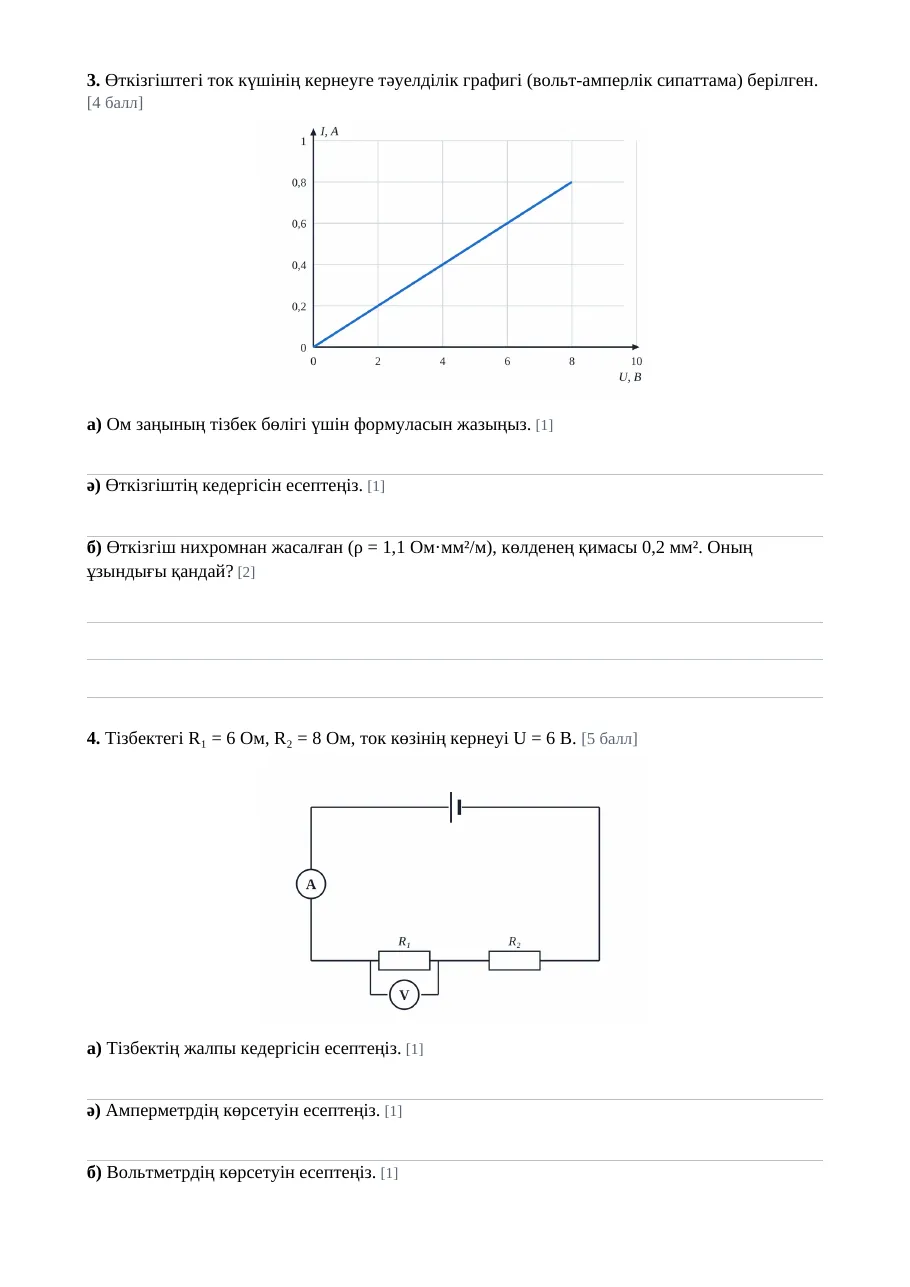 3. Өткізгіштегі ток күшінің кернеуге тәуелділік графигі (вольт-амперлік сипаттама) берілген.
[4 балл]
I, A
1
0,8
0,6
0,4
0,2
0
0 2 4 6 8 10
U, B
а) Ом заңының тізбек бөлігі үшін формуласын жазыңыз. [1]
ә) Өткізгіштің кедергісін есептеңіз. [1]
б) Өткізгіш нихромнан жасалған (ρ = 1,1 Ом·мм²/м), көлденең қимасы 0,2 мм². Оның
ұзындығы қандай? [2]
4. Тізбектегі R₁ = 6 Ом, R₂ = 8 Ом, ток көзінің кернеуі U = 6 В. [5 балл]
A
R₁ R₂
V
а) Тізбектің жалпы кедергісін есептеңіз. [1]
ә) Амперметрдің көрсетуін есептеңіз. [1]
б) Вольтметрдің көрсетуін есептеңіз. [1]